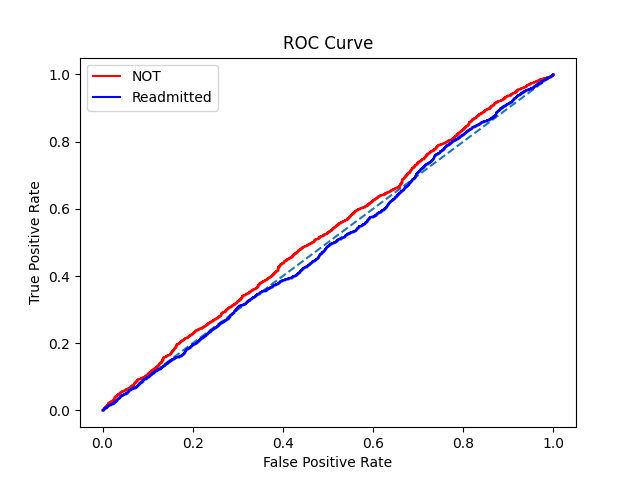 ROC Curve
NOT
Readmitted
True Positive Rate
1.0
0.8
0.6
0.4
0.2
0.0
0.0 0.2 0.4 0.6 0.8 1.0
False Positive Rate